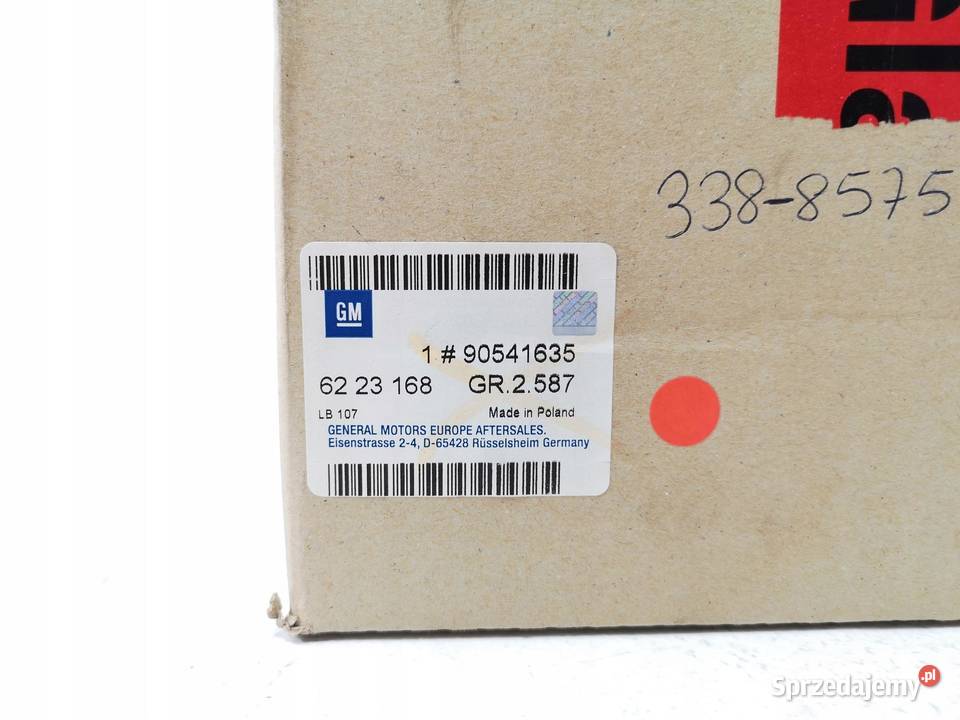 338-8575
GM
1 # 90541635
62 23 168 GR.2.587
LB 107 Made in Poland
GENERAL MOTORS EUROPE AFTERSALES.
Eisenstrasse 2-4, D-65428 Rüsselsheim Germany
Sprzedajemy.pl